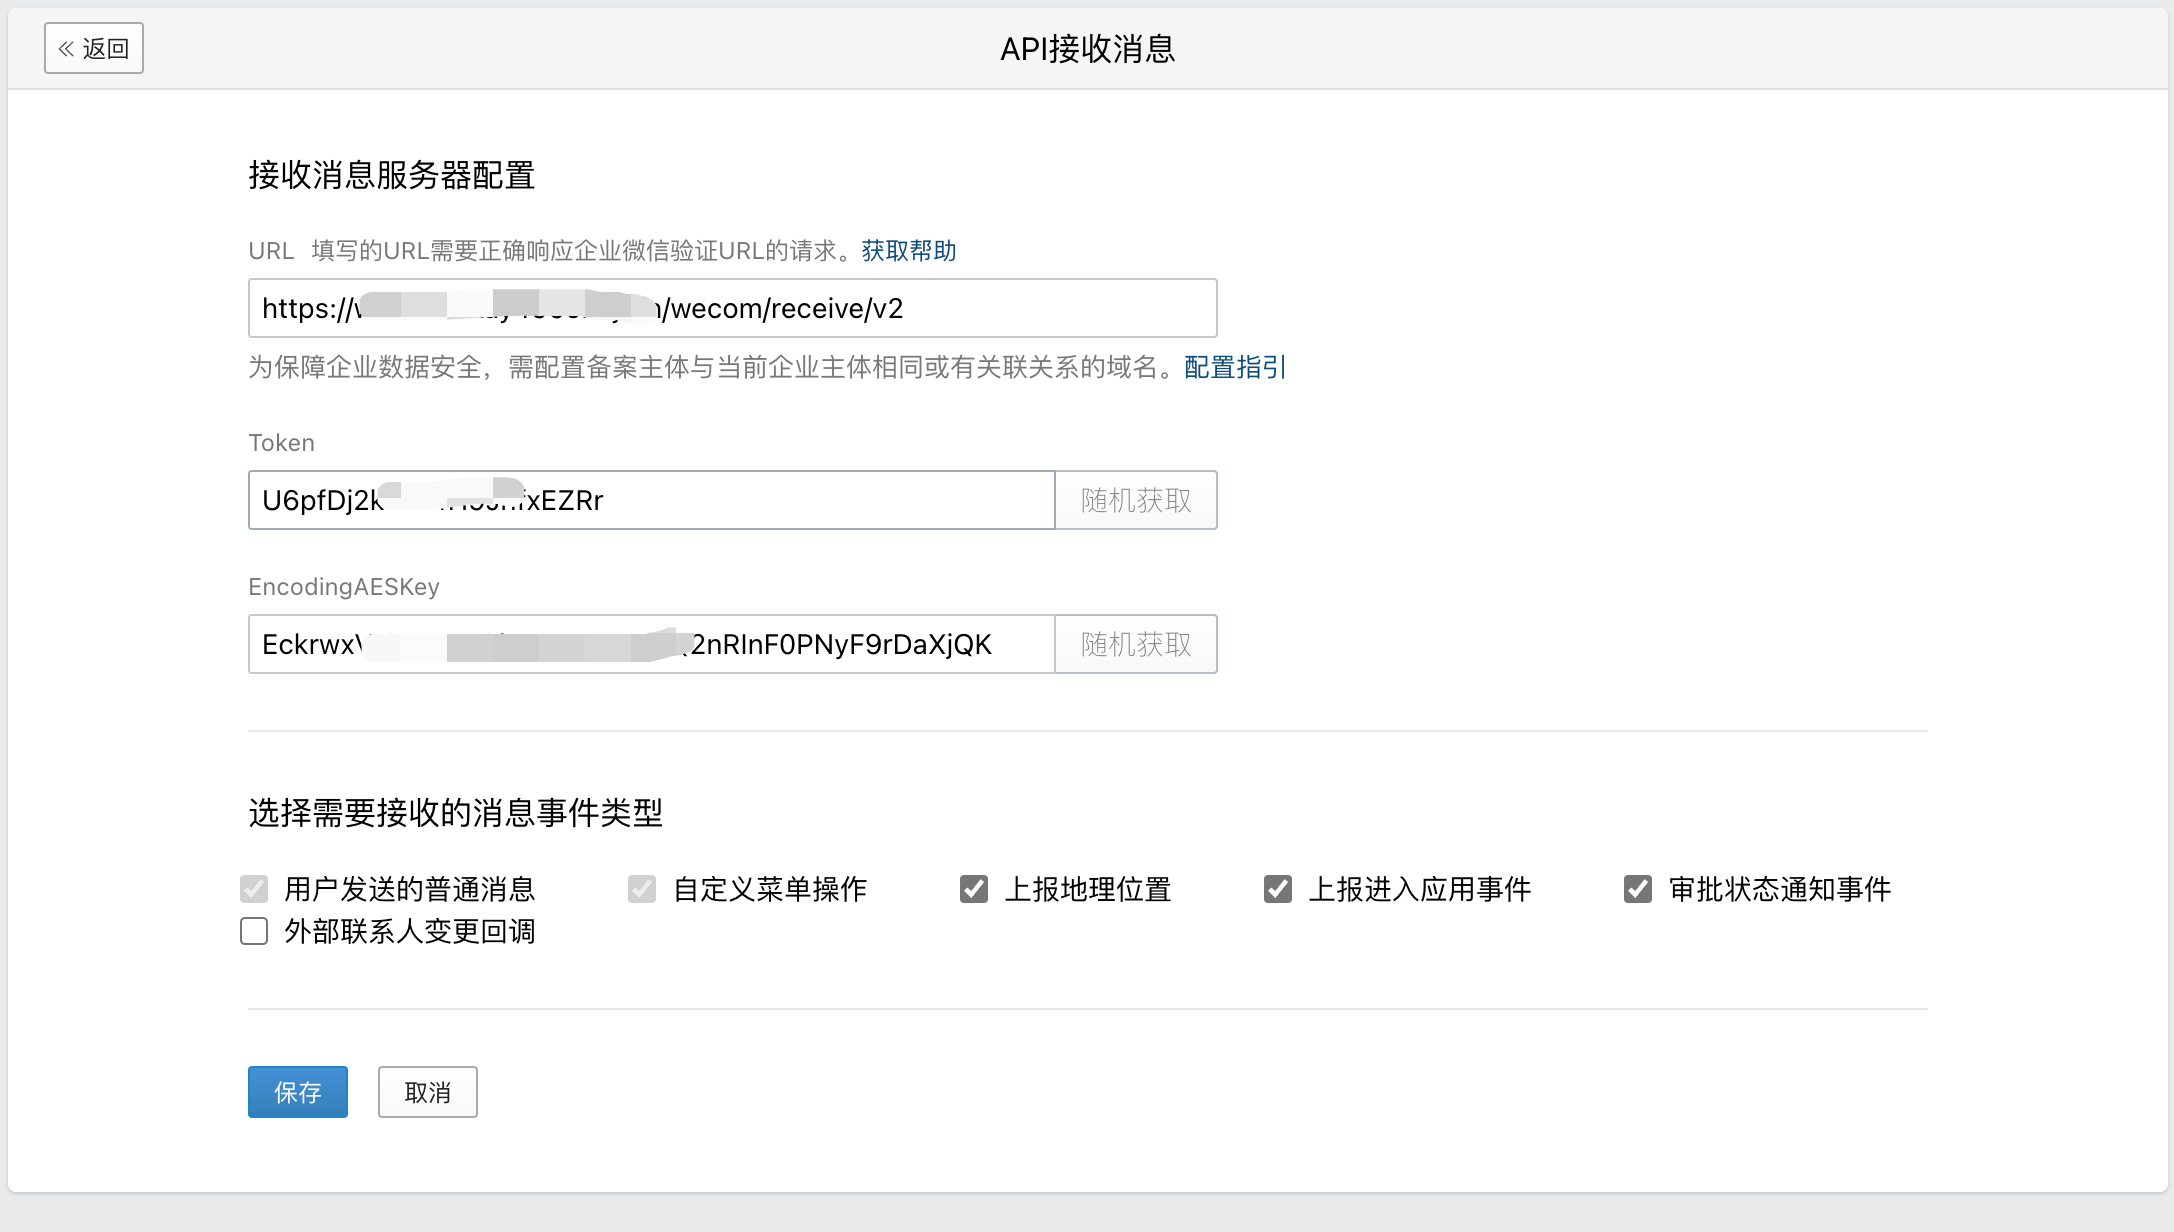 返回
API接收消息
接收消息服务器配置
URL 填写的URL需要正确响应企业微信验证URL的请求。获取帮助
https:// /wecom/receive/v2
为保障企业数据安全，需配置备案主体与当前企业主体相同或有关联关系的域名。配置指引
Token
U6pfDj2k fxEZRr 随机获取
EncodingAESKey
Eckrwx 2nRInF0PNyF9rDaXjQK 随机获取
选择需要接收的消息事件类型
用户发送的普通消息 自定义菜单操作 上报地理位置 上报进入应用事件 审批状态通知事件
外部联系人变更回调
保存 取消